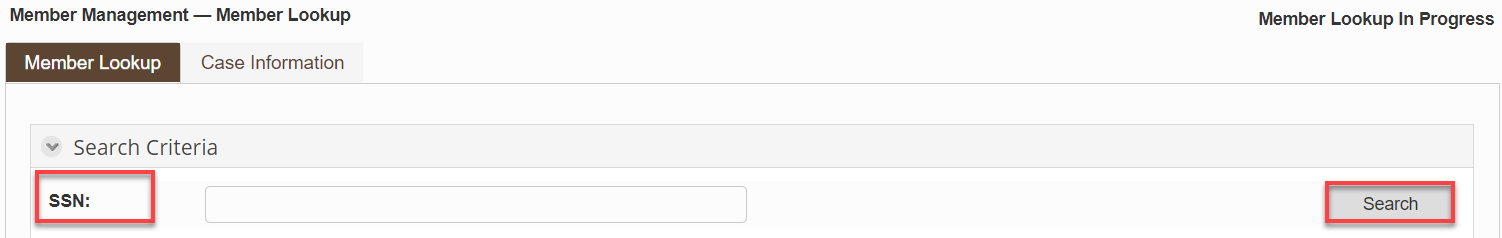 Member Management — Member Lookup
Member Lookup In Progress
Member Lookup Case Information
Search Criteria
SSN: Search